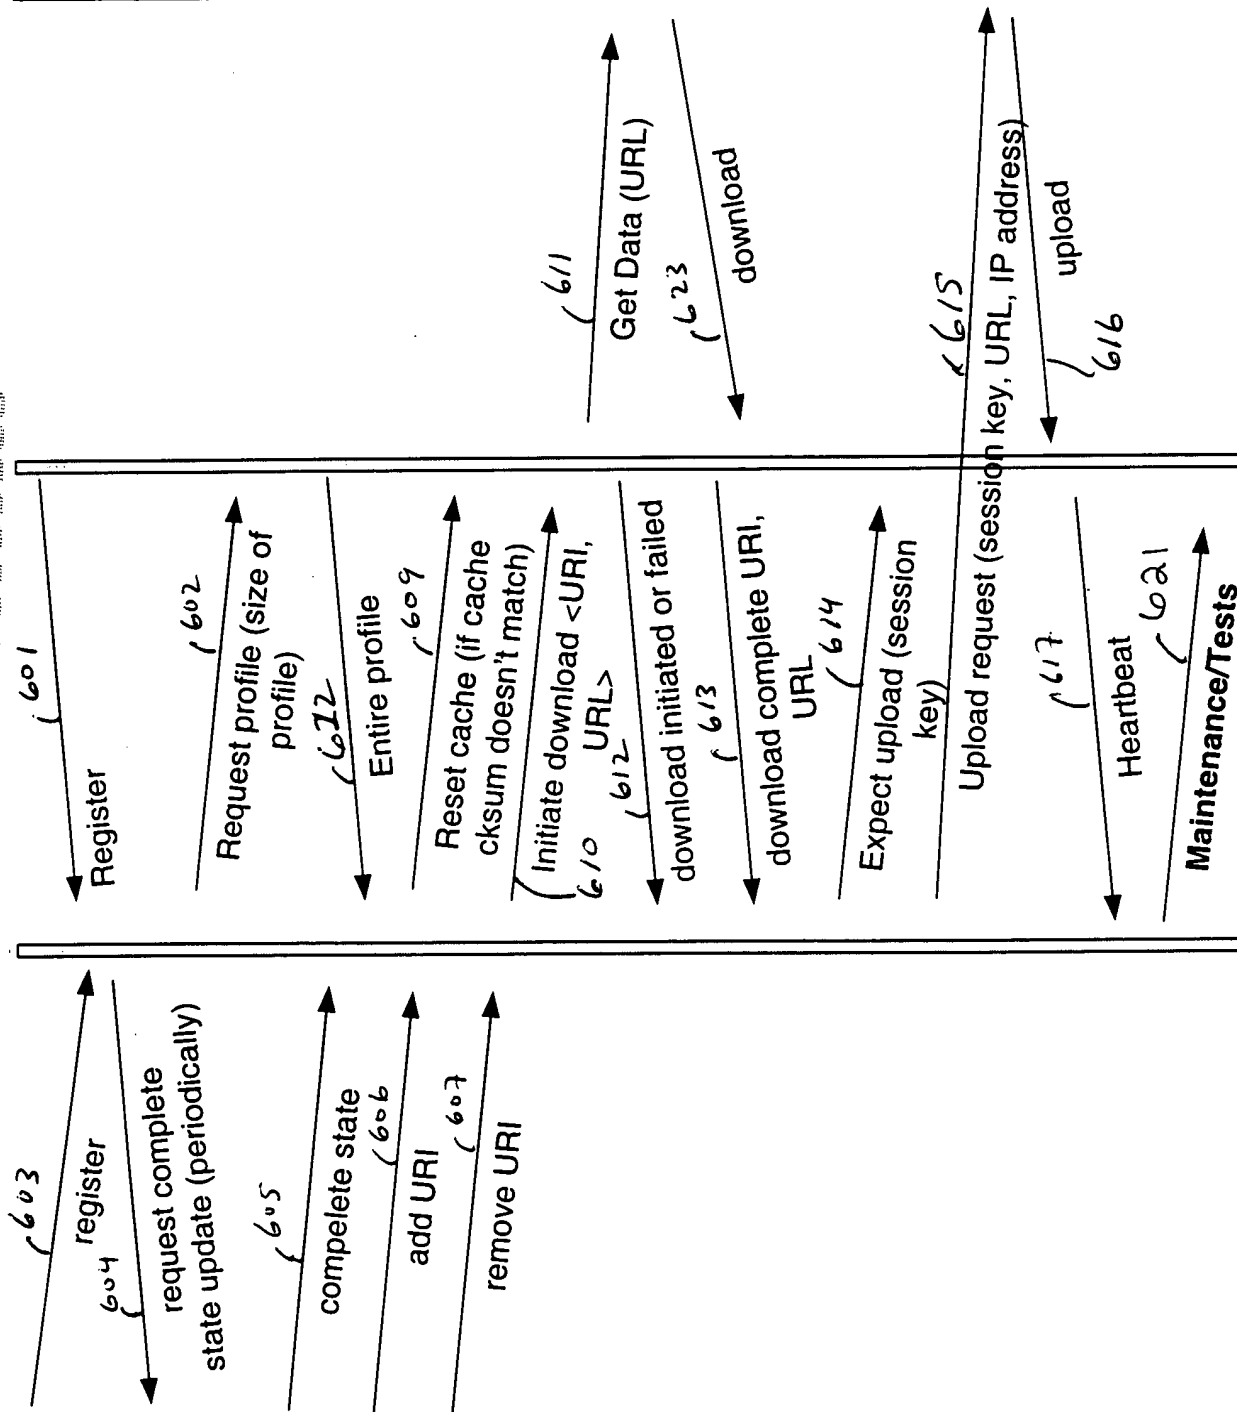 603
register
604
request complete
state update (periodically)
605
compelete state
606
add URI
607
remove URI
601
Register
602
Request profile (size of
profile)
622
Entire profile
609
Reset cache (if cache
cksum doesn't match)
Initiate download <URI,
URL>
610
612
download initiated or failed
613
download complete URI,
URL
614
Expect upload (session
key)
615
Upload request (session key, URL, IP address)
616
upload
617
Heartbeat
621
Maintenance/Tests
611
Get Data (URL)
623
download